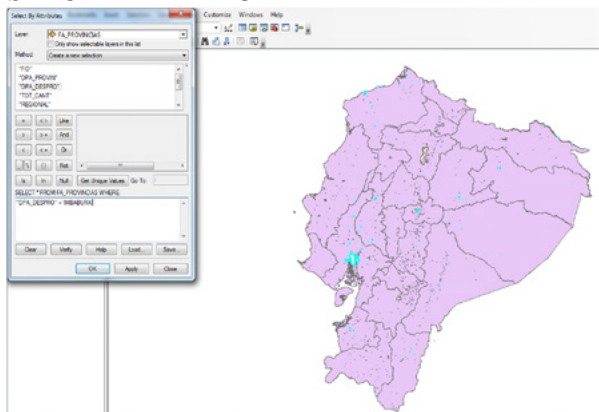 Customize Windows Help
Select By Attributes
Layer: FA_PROVINCIAS
Only show selectable layers in this list
Method: Create a new selection
"FID"
"DPA_PROVIN"
"DPA_DESPRO"
"TOT_CANT"
"REGIONAL"
= <> Like
> > = And
< < = Or
_ % () Not
Is Null Get Unique Values Go To:
SELECT * FROM FA_PROVINCIAS WHERE:
"DPA_DESPRO" = 'IMBABURA'
Clear Verify Help Load... Save...
OK Apply Close